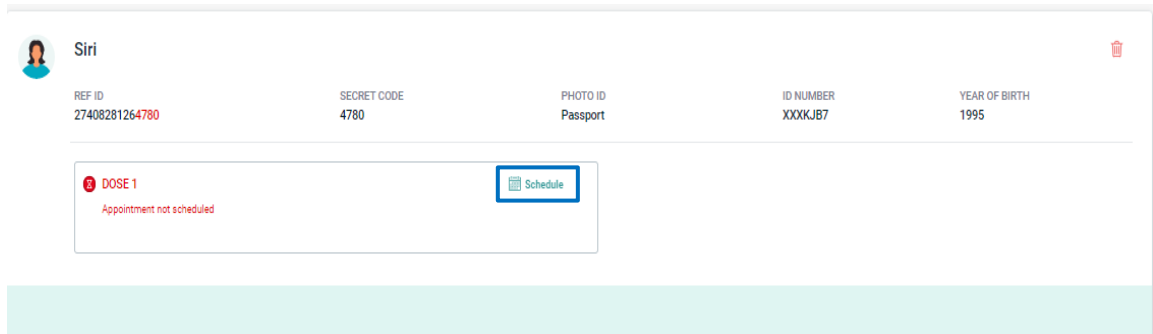 Siri
REF ID SECRET CODE PHOTO ID ID NUMBER YEAR OF BIRTH
27408281264780 4780 Passport XXXKJB7 1995
DOSE 1 Schedule
Appointment not scheduled